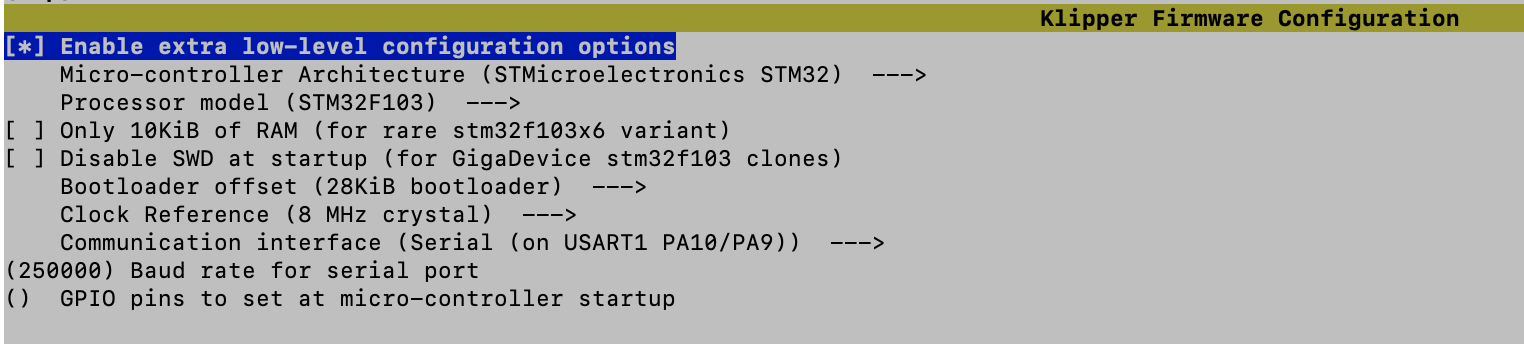 Klipper Firmware Configuration
[*] Enable extra low-level configuration options
Micro-controller Architecture (STMicroelectronics STM32) --->
Processor model (STM32F103) --->
[ ] Only 10KiB of RAM (for rare stm32f103x6 variant)
[ ] Disable SWD at startup (for GigaDevice stm32f103 clones)
Bootloader offset (28KiB bootloader) --->
Clock Reference (8 MHz crystal) --->
Communication interface (Serial (on USART1 PA10/PA9)) --->
(250000) Baud rate for serial port
() GPIO pins to set at micro-controller startup